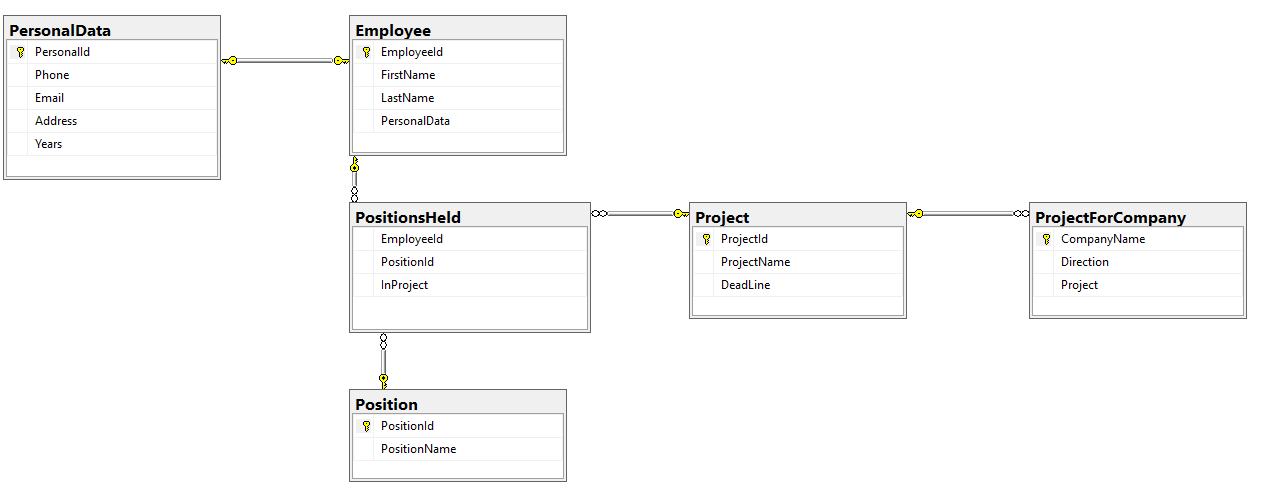 PersonalData
PersonalId
Phone
Email
Address
Years
Employee
EmployeeId
FirstName
LastName
PersonalData
PositionsHeld
EmployeeId
PositionId
InProject
Project
ProjectId
ProjectName
DeadLine
ProjectForCompany
CompanyName
Direction
Project
Position
PositionId
PositionName